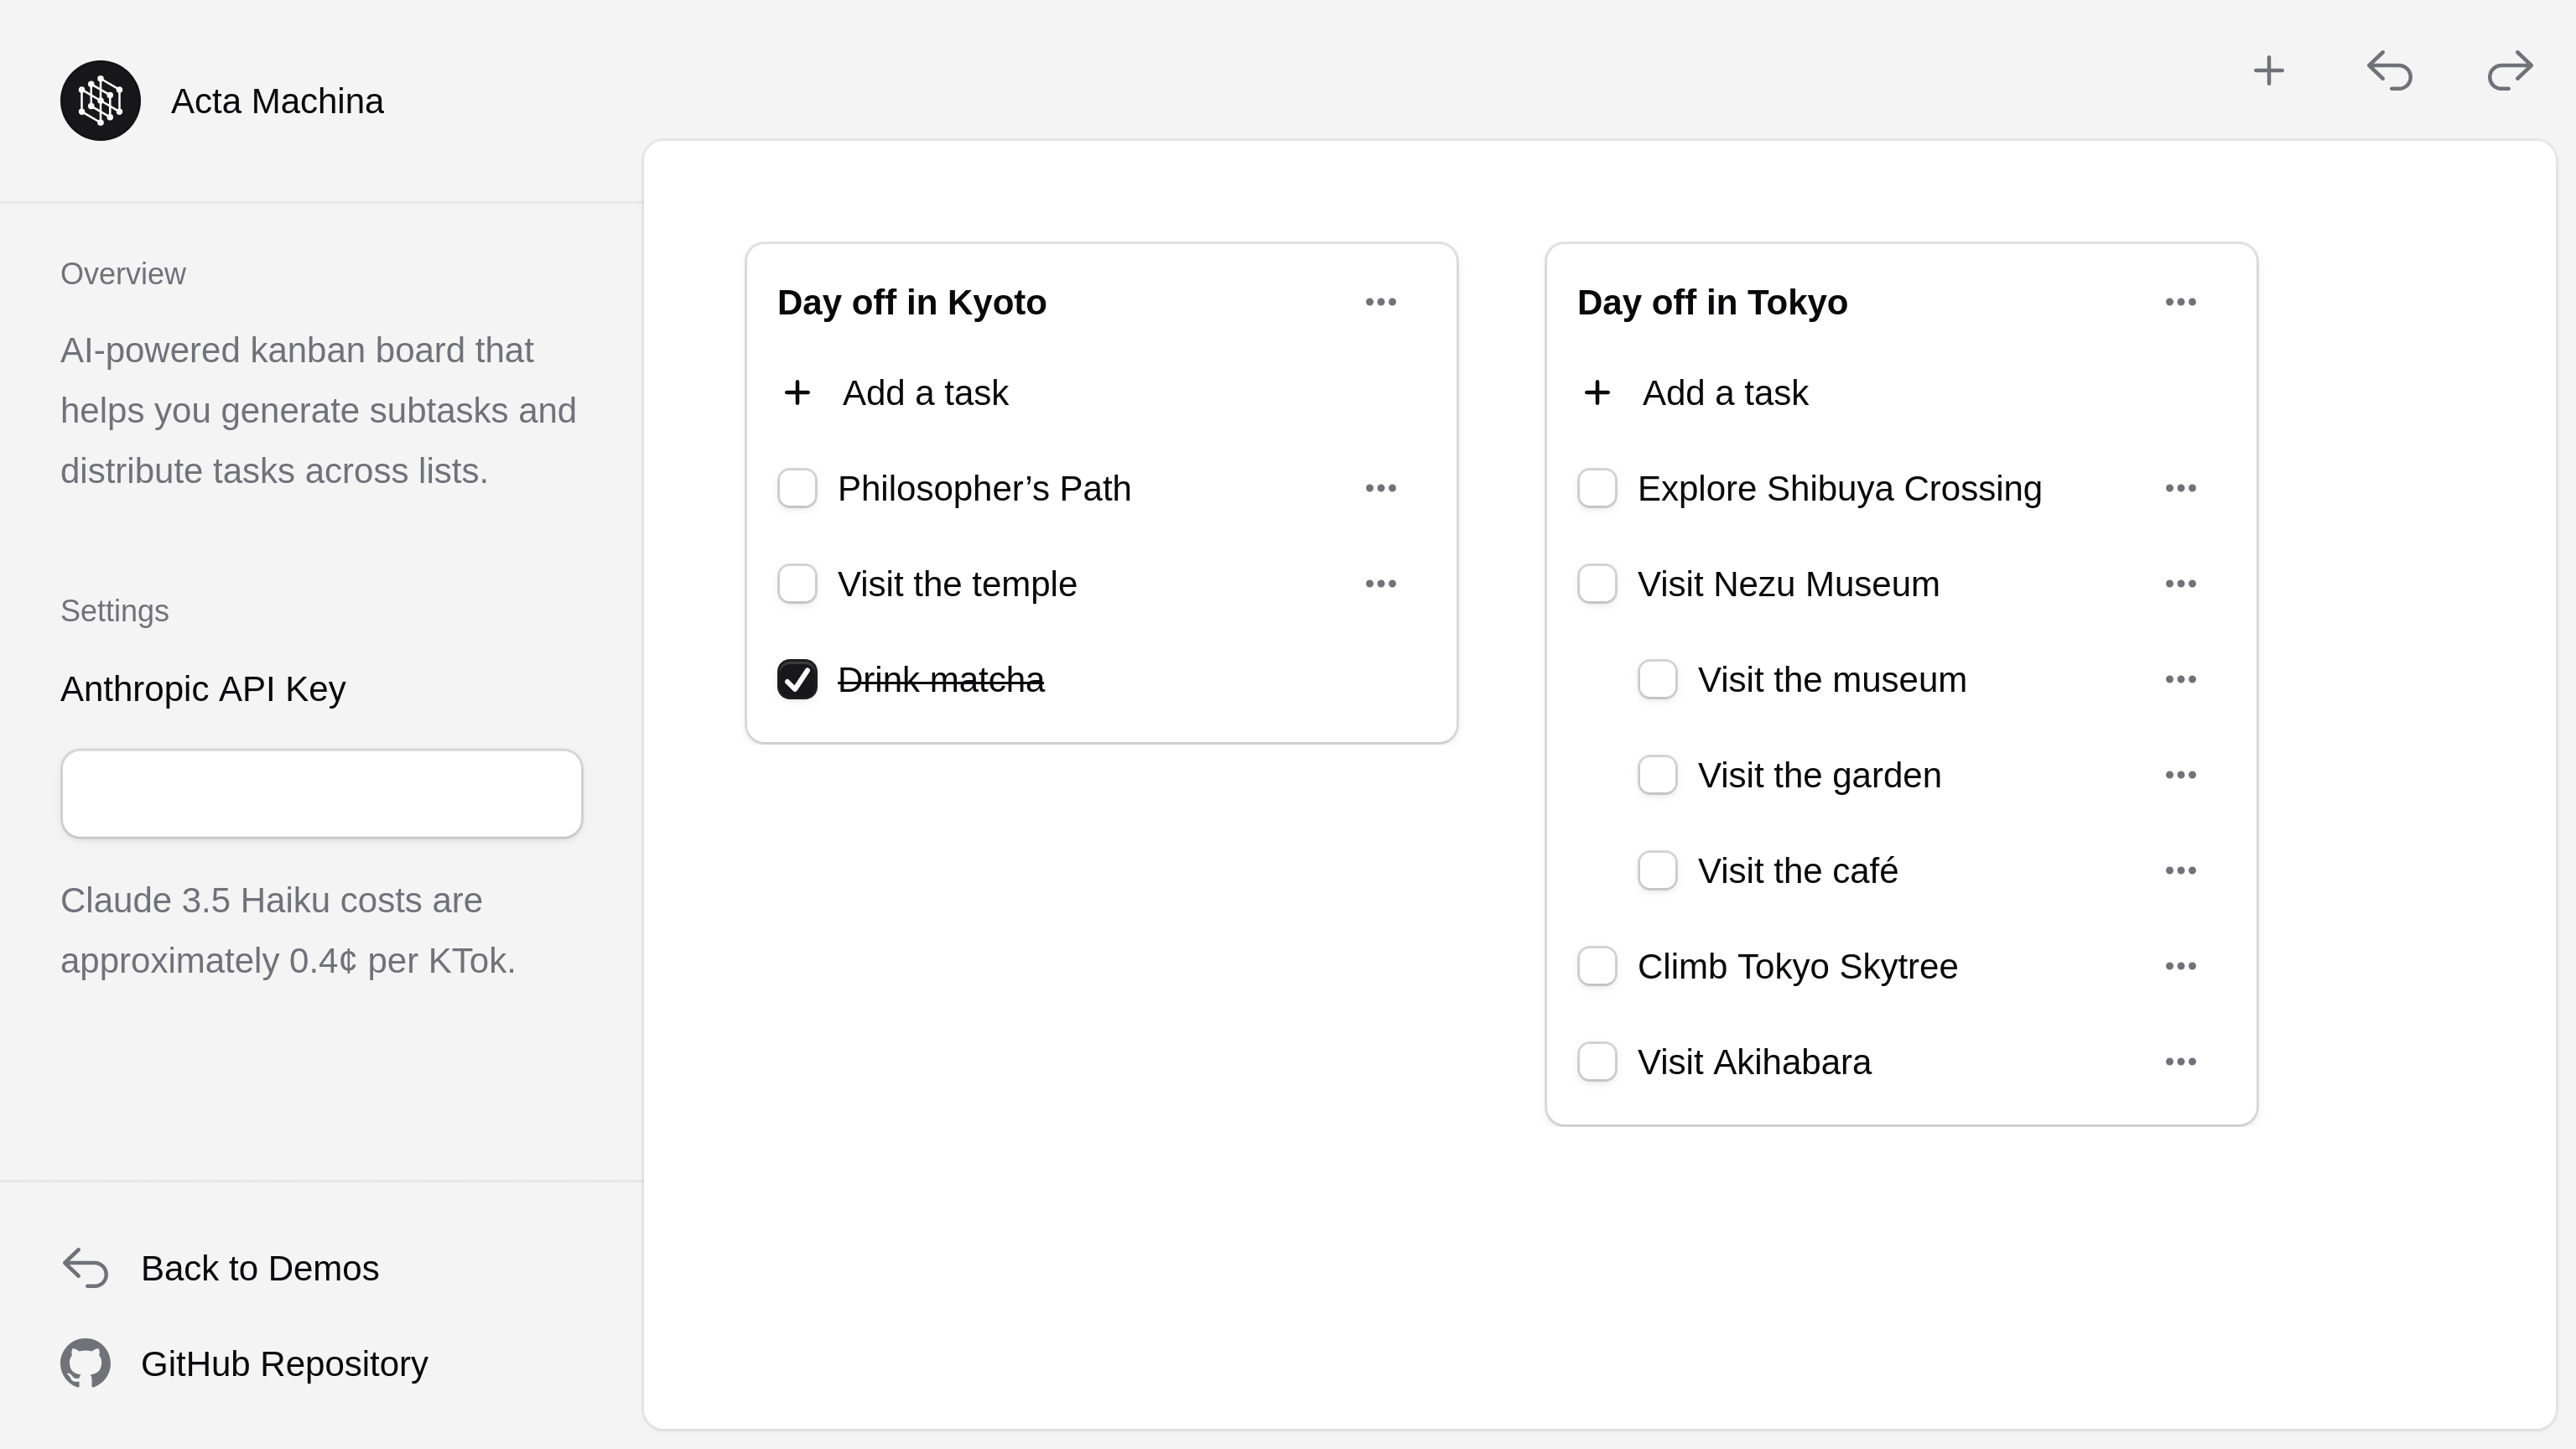 Acta Machina
Overview
AI-powered kanban board that
helps you generate subtasks and
distribute tasks across lists.
Settings
Anthropic API Key
Claude 3.5 Haiku costs are
approximately 0.4¢ per KTok.
Back to Demos
GitHub Repository
Day off in Kyoto
Add a task
Philosopher’s Path
Visit the temple
Drink matcha
Day off in Tokyo
Add a task
Explore Shibuya Crossing
Visit Nezu Museum
Visit the museum
Visit the garden
Visit the café
Climb Tokyo Skytree
Visit Akihabara